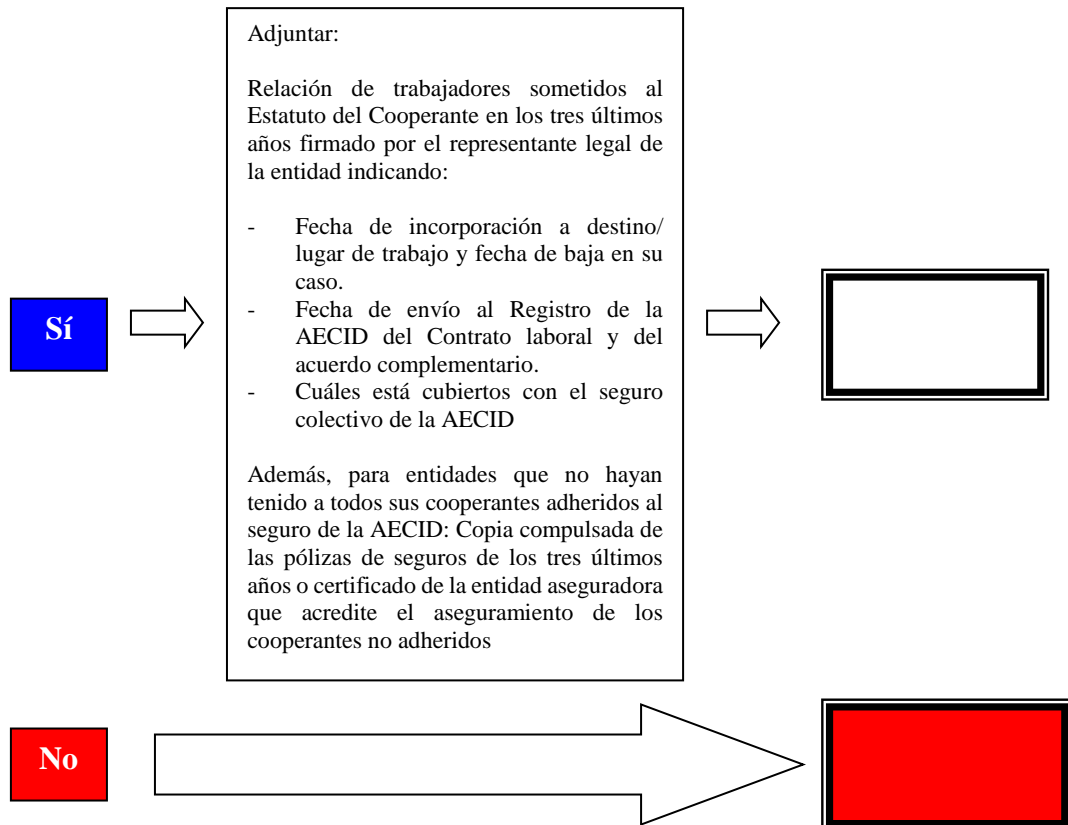 Adjuntar:
Relación de trabajadores sometidos al
Estatuto del Cooperante en los tres últimos
años firmado por el representante legal de
la entidad indicando:
- Fecha de incorporación a destino/
lugar de trabajo y fecha de baja en su
caso.
- Fecha de envío al Registro de la
AECID del Contrato laboral y del
acuerdo complementario.
- Cuáles está cubiertos con el seguro
colectivo de la AECID
Además, para entidades que no hayan
tenido a todos sus cooperantes adheridos al
seguro de la AECID: Copia compulsada de
las pólizas de seguros de los tres últimos
años o certificado de la entidad aseguradora
que acredite el aseguramiento de los
cooperantes no adheridos
Sí
No